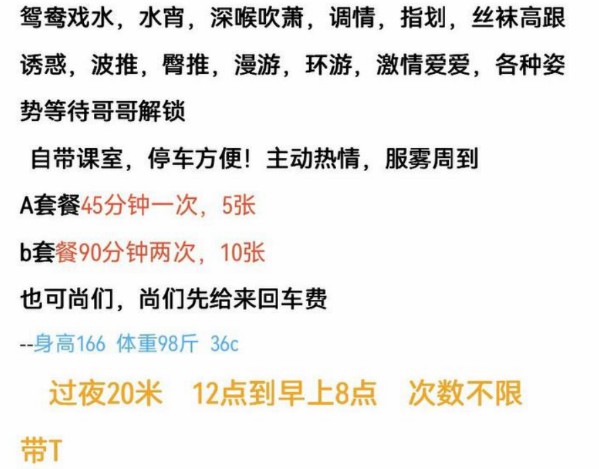 鸳鸯戏水，水宵，深喉吹萧，调情，指划，丝袜高跟
诱惑，波推，臀推，漫游，环游，激情爱爱，各种姿
势等待哥哥解锁
自带课室，停车方便！主动热情，服雾周到
A套餐45分钟一次，5张
b套餐90分钟两次，10张
也可尚们，尚们先给来回车费
--身高166 体重98斤 36c
过夜20米 12点到早上8点 次数不限
带T